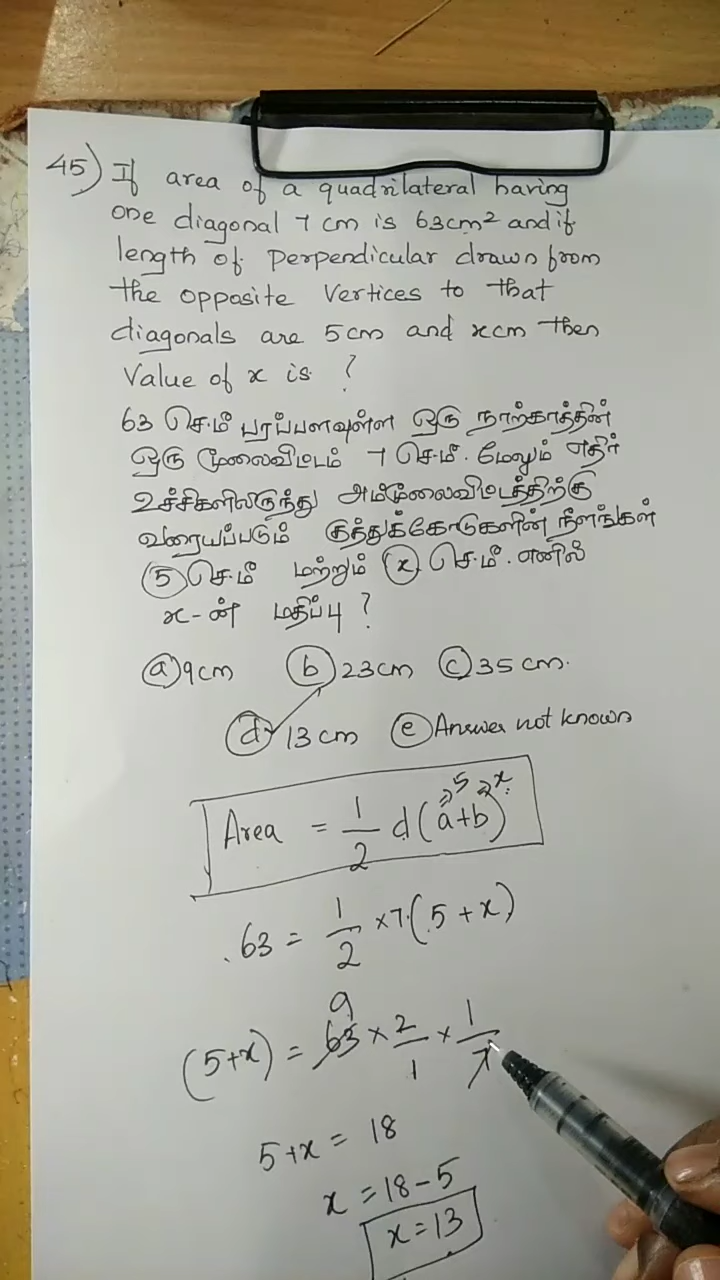 45) If area of a quadrilateral having
one diagonal 7 cm is 63cm² and if
length of perpendicular drawn from
the opposite vertices to that
diagonals are 5cm and xcm then
Value of x is ?
63 செ.மீ பரப்பளவுள்ள ஒரு நாற்கரத்தின்
ஒரு மூலைவிட்டம் 7 செ.மீ. மேலும் எதிர்
உச்சிகளிலிருந்து அம்மூலைவிட்டத்திற்கு
வரையப்படும் குத்துக்கோடுகளின் நீளங்கள்
5 செ.மீ மற்றும் x செ.மீ. எனில்
x-ன் மதிப்பு ?
(a) 9cm (b) 23cm (c) 35 cm.
(d) 13 cm (e) Answer not known
Area = 1/2 d(a+b) 5 x
63 = 1/2 × 7 (5 + x)
(5+x) = 63 × 2/1 × 1/7 9
5+x = 18
x = 18-5
x = 13